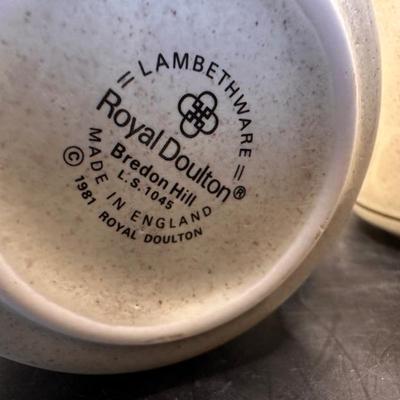 = LAMBETHWARE =
Royal Doulton®
Bredon Hill
L.S.1045
MADE IN ENGLAND
© 1981 ROYAL DOULTON